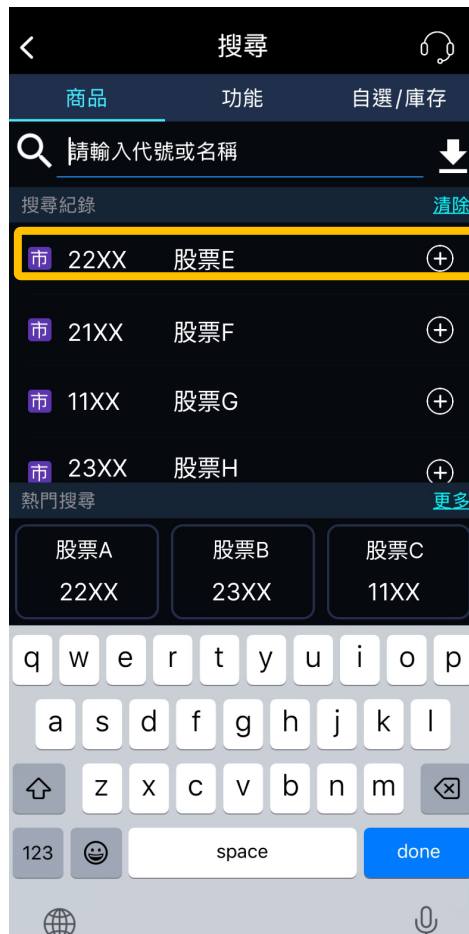 搜尋
商品 功能 自選/庫存
請輸入代號或名稱
搜尋紀錄 清除
市 22XX 股票E
市 21XX 股票F
市 11XX 股票G
市 23XX 股票H
熱門搜尋 更多
股票A 股票B 股票C
22XX 23XX 11XX
q w e r t y u i o p
a s d f g h j k l
z x c v b n m
123 space done